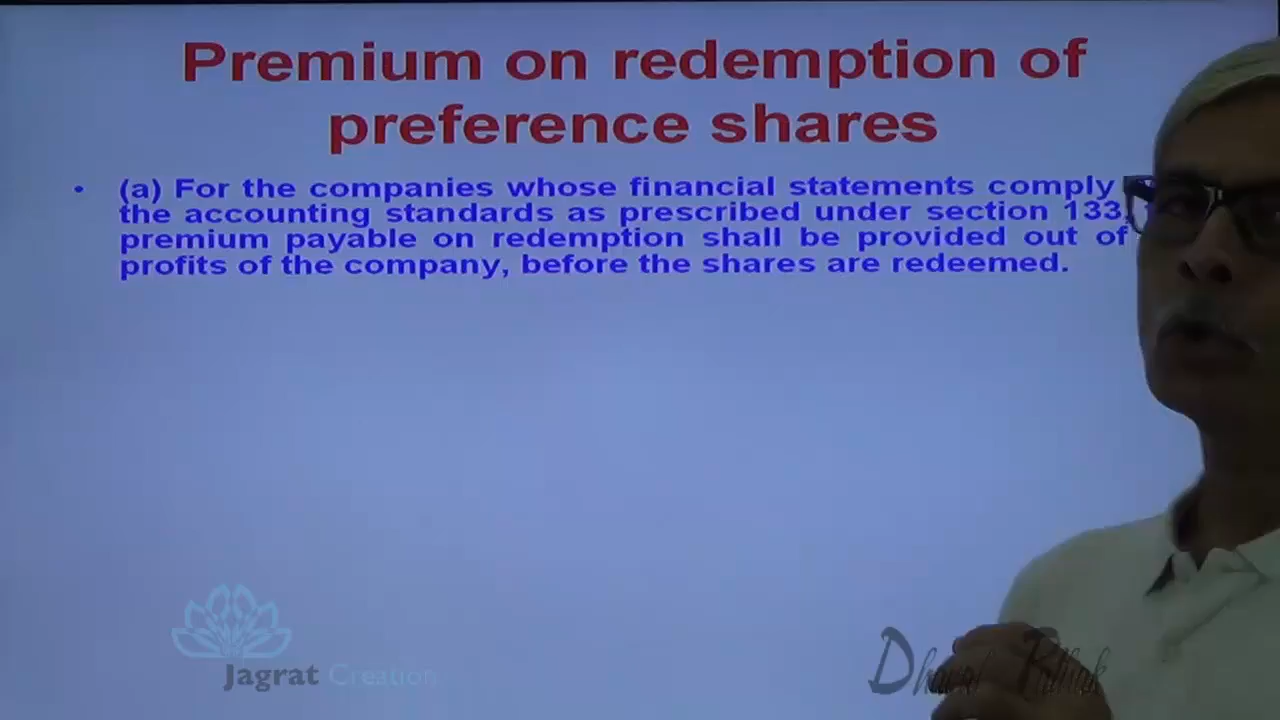 Premium on redemption of
preference shares
• (a) For the companies whose financial statements comply
the accounting standards as prescribed under section 133,
premium payable on redemption shall be provided out of
profits of the company, before the shares are redeemed.
Jagrat Creation
Dhaval Pathak